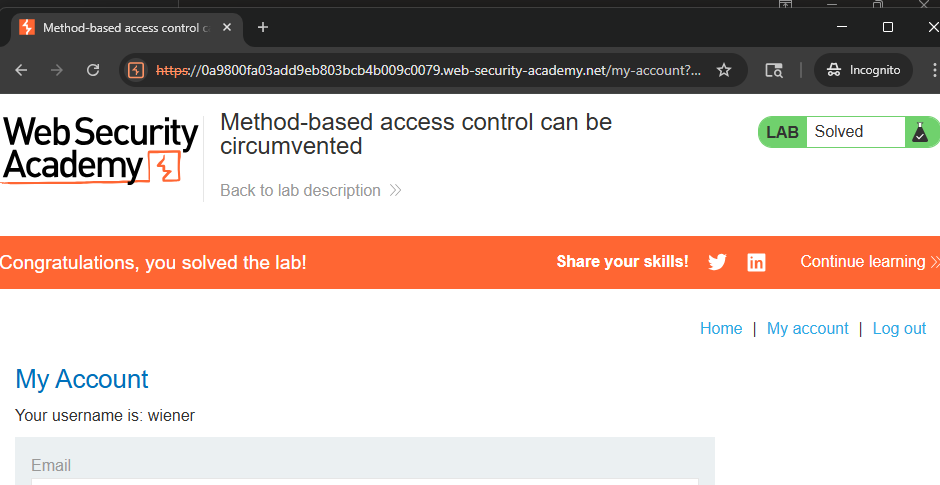 Method-based access control c
https://0a9800fa03add9eb803bcb4b009c0079.web-security-academy.net/my-account?...
Incognito
WebSecurity
Academy
Method-based access control can be
circumvented
Back to lab description
LAB Solved
Congratulations, you solved the lab!
Share your skills!
Continue learning
Home | My account | Log out
My Account
Your username is: wiener
Email